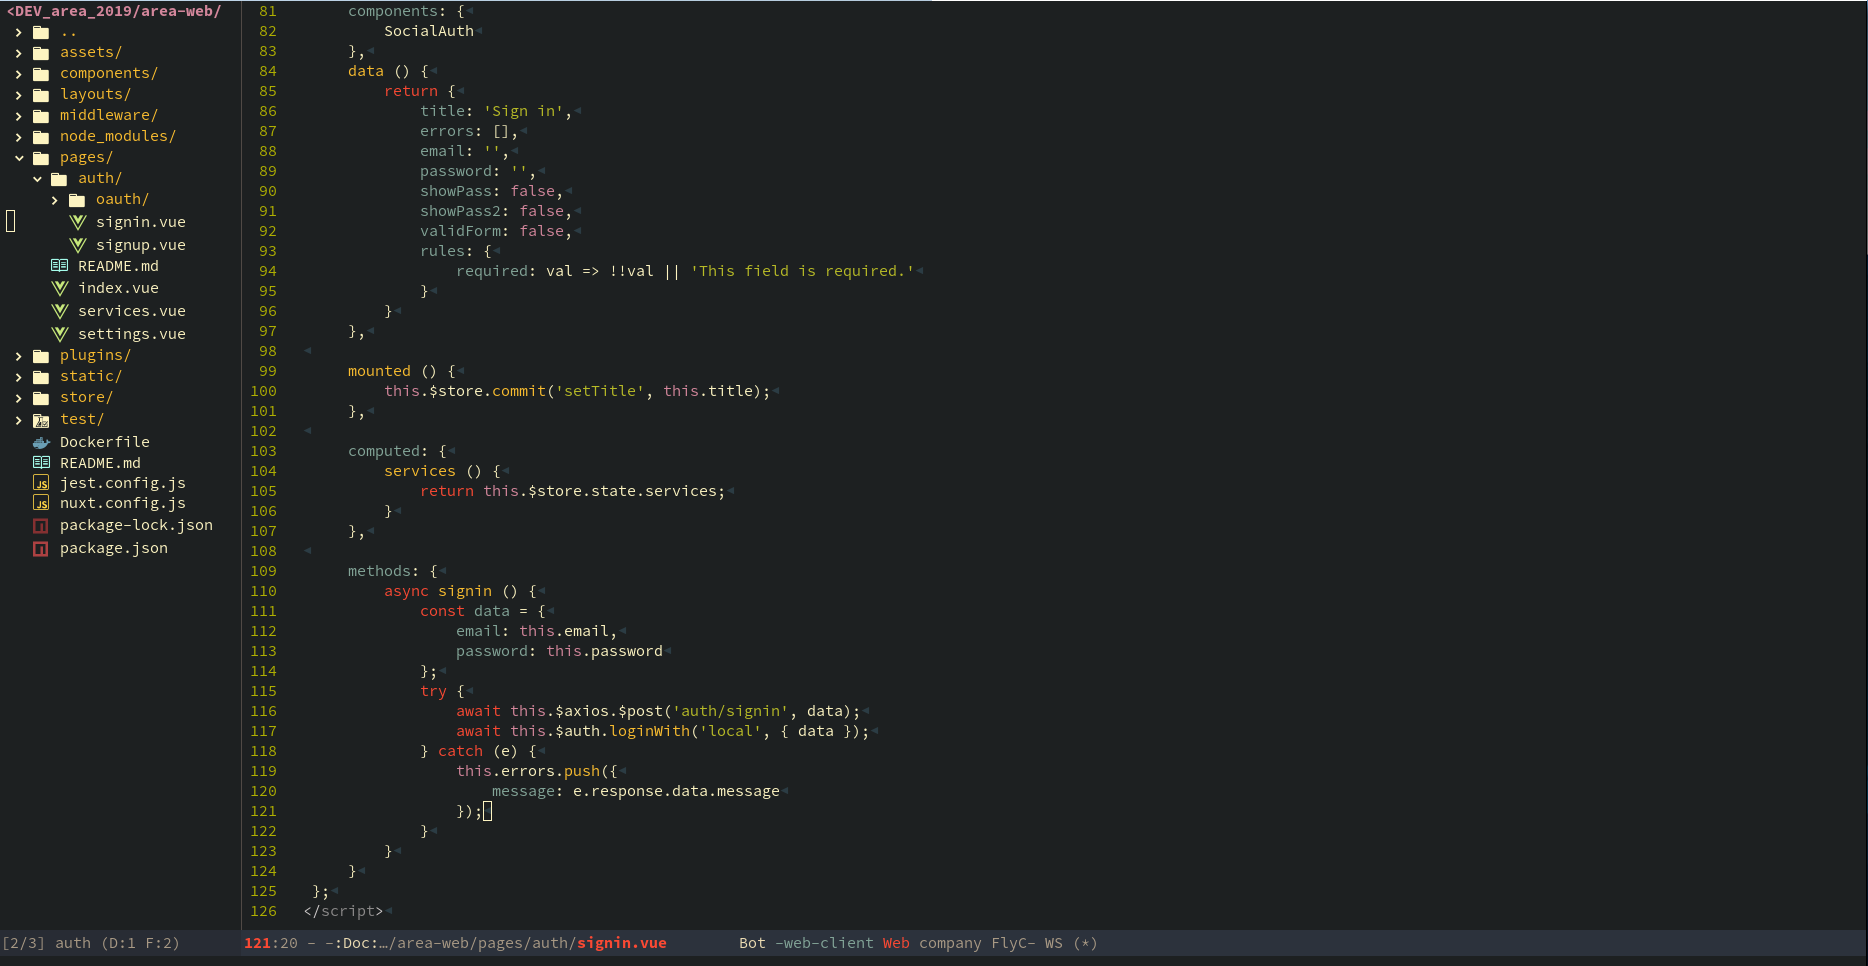 <DEV_area_2019/area-web/
..
assets/
components/
layouts/
middleware/
node_modules/
pages/
auth/
oauth/
signin.vue
signup.vue
README.md
index.vue
services.vue
settings.vue
plugins/
static/
store/
test/
Dockerfile
README.md
JS jest.config.js
JS nuxt.config.js
package-lock.json
package.json
[2/3] auth (D:1 F:2)
81 components: {
82 SocialAuth
83 },
84 data () {
85 return {
86 title: 'Sign in',
87 errors: [],
88 email: '',
89 password: '',
90 showPass: false,
91 showPass2: false,
92 validForm: false,
93 rules: {
94 required: val => !!val || 'This field is required.'
95 }
96 }
97 },
98
99 mounted () {
100 this.$store.commit('setTitle', this.title);
101 },
102
103 computed: {
104 services () {
105 return this.$store.state.services;
106 }
107 },
108
109 methods: {
110 async signin () {
111 const data = {
112 email: this.email,
113 password: this.password
114 };
115 try {
116 await this.$axios.$post('auth/signin', data);
117 await this.$auth.loginWith('local', { data });
118 } catch (e) {
119 this.errors.push({
120 message: e.response.data.message
121 });
122 }
123 }
124 }
125 };
126 </script>
121:20 - -:Doc:…/area-web/pages/auth/signin.vue Bot -web-client Web company FlyC- WS (*)